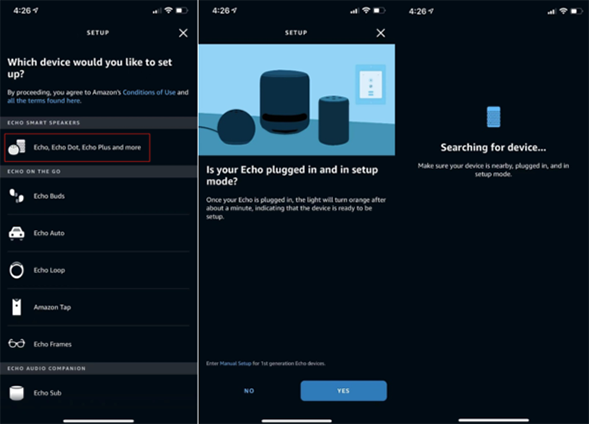 4:26
SETUP
Which device would you like to set
up?
By proceeding, you agree to Amazon's Conditions of Use and
all the terms found here.
ECHO SMART SPEAKERS
Echo, Echo Dot, Echo Plus and more
ECHO ON THE GO
Echo Buds
Echo Auto
Echo Loop
Amazon Tap
Echo Frames
ECHO AUDIO COMPANION
Echo Sub
4:26
SETUP
Is your Echo plugged in and in setup
mode?
Once your Echo is plugged in, the light will turn orange after
about a minute, indicating that the device is ready to be
setup.
Enter Manual Setup for 1st generation Echo devices.
NO
YES
4:26
Searching for device...
Make sure your device is nearby, plugged in, and in
setup mode.